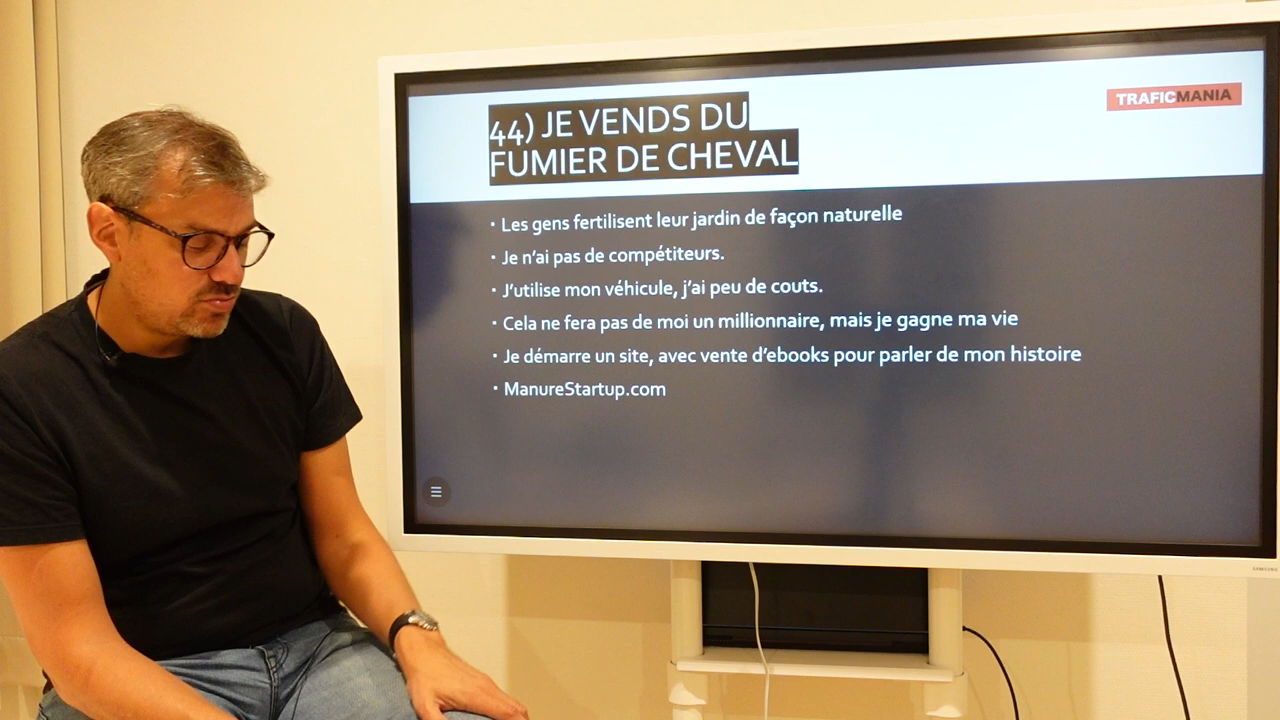 44) JE VENDS DU
FUMIER DE CHEVAL
TRAFICMANIA
· Les gens fertilisent leur jardin de façon naturelle
· Je n'ai pas de compétiteurs.
· J'utilise mon véhicule, j'ai peu de couts.
· Cela ne fera pas de moi un millionnaire, mais je gagne ma vie
· Je démarre un site, avec vente d'ebooks pour parler de mon histoire
· ManureStartup.com
SAMSUNG